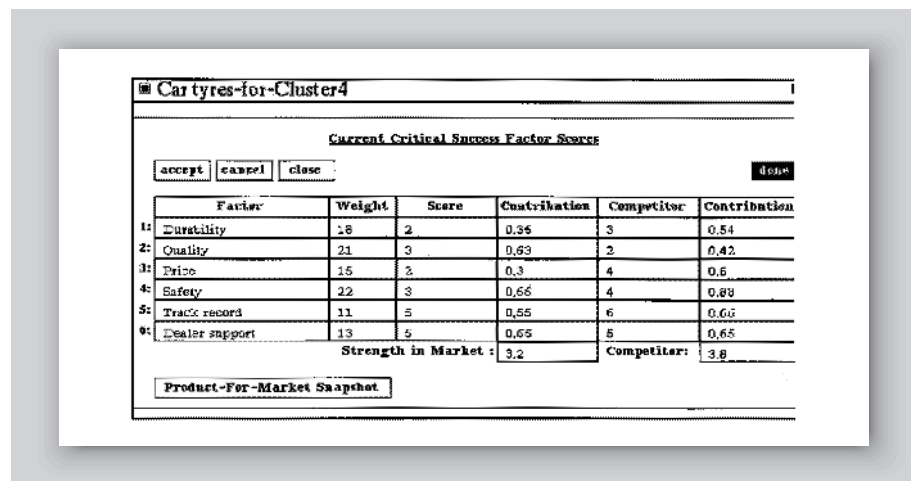 Car tyres-for-Cluster4
Current Critical Success Factor Scores
accept cancel close done
Factor Weight Score Contribution Competitor Contribution
1: Durability 18 2 0,36 3 0,54
2: Quality 21 3 0,63 2 0,42
3: Price 15 2 0,3 4 0,6
4: Safety 22 3 0,66 4 0,88
5: Track record 11 5 0,55 6 0,66
6: Dealer support 13 5 0,65 5 0,65
Strength in Market : 3,2 Competitor: 3,8
Product-For-Market Snapshot